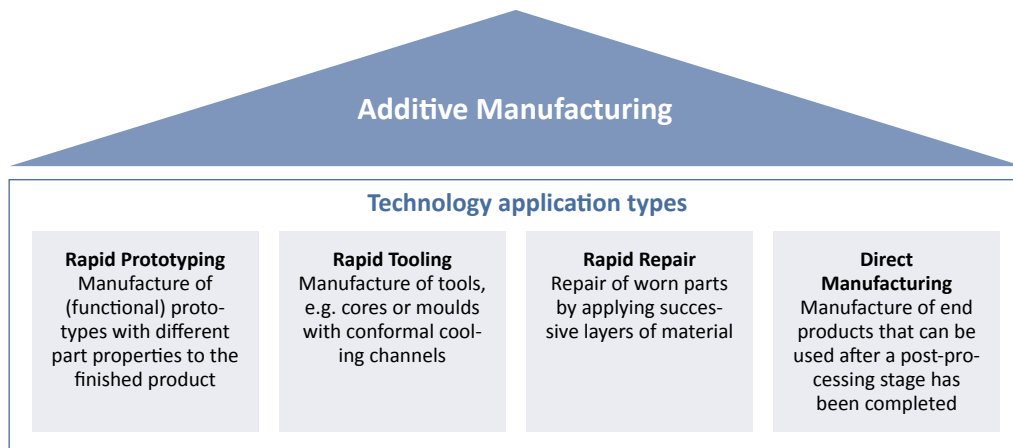 Additive Manufacturing
Technology application types
Rapid Prototyping
Manufacture of
(functional) proto-
types with different
part properties to the
finished product
Rapid Tooling
Manufacture of tools,
e.g. cores or moulds
with conformal cool-
ing channels
Rapid Repair
Repair of worn parts
by applying succes-
sive layers of material
Direct
Manufacturing
Manufacture of end
products that can be
used after a post-pro-
cessing stage has
been completed